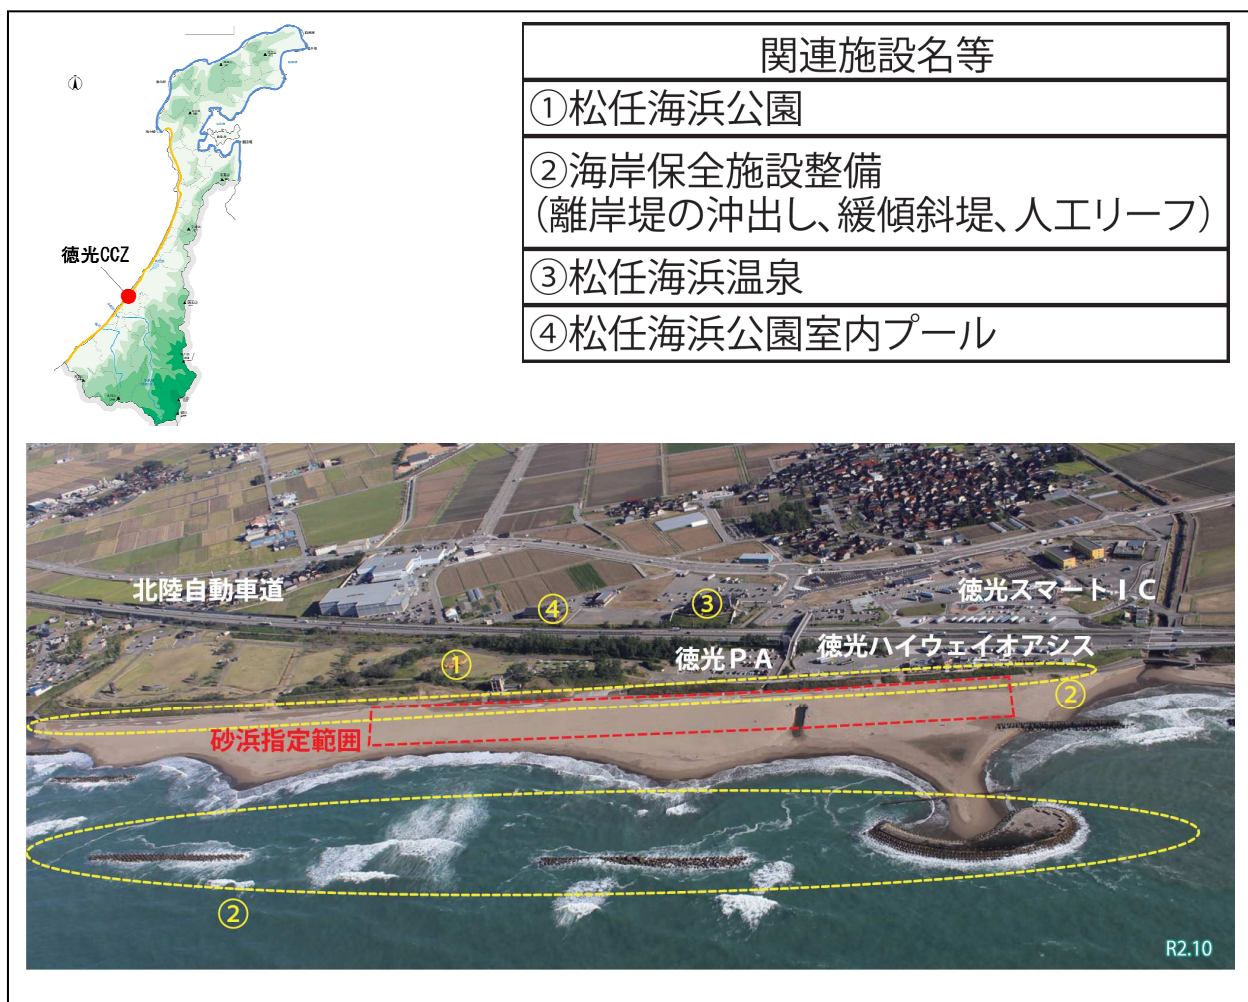 徳光CCZ
関連施設名等
①松任海浜公園
②海岸保全施設整備
（離岸堤の沖出し、緩傾斜堤、人工リーフ）
③松任海浜温泉
④松任海浜公園室内プール
北陸自動車道
④
③
徳光スマートＩＣ
①
徳光ＰＡ
徳光ハイウェイオアシス
②
砂浜指定範囲
②
R2.10